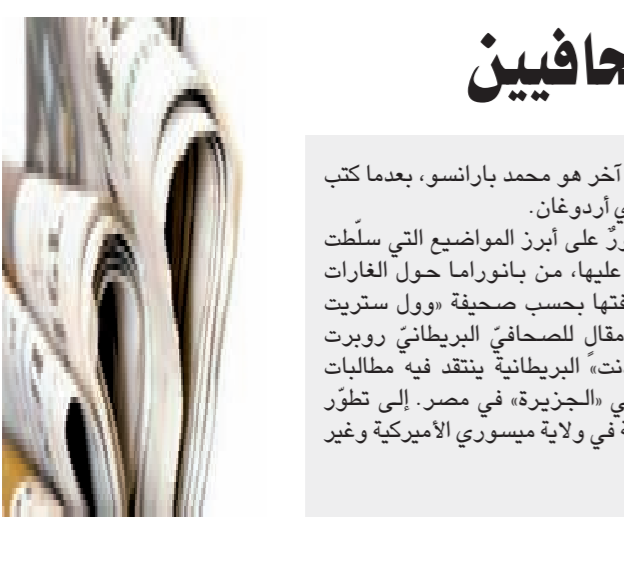 حافيين
آخر هو محمد بارانسو، بعدما كتب
ي أردوغان.
ورٌ على أبرز المواضيع التي سلّطت
عليها، من بانوراما حول الغارات
فتها بحسب صحيفة «وول ستريت
مقالٍ للصحافيّ البريطانيّ روبرت
نت» البريطانية ينتقد فيه مطالبات
ي «الجزيرة» في مصر. إلى تطوّر
ة في ولاية ميسوري الأميركية وغير